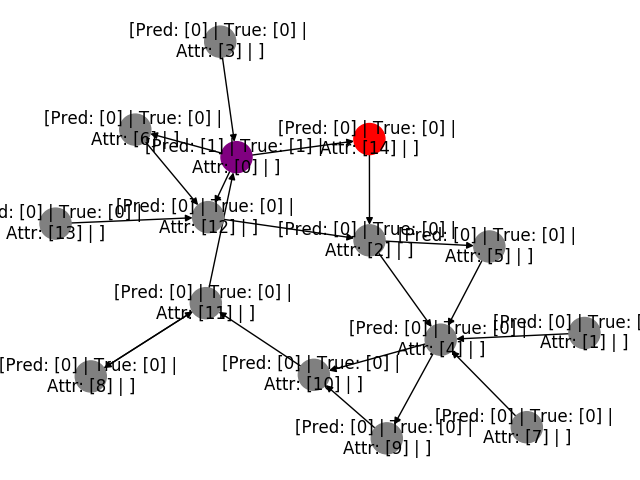 [Pred: [0] | True: [0] |
Attr: [3] | ]
[Pred: [0] | True: [0] |
Attr: [6] | ]
[Pred: [0] | True: [0] |
Attr: [14] | ]
[Pred: [1] | True: [1] |
Attr: [0] | ]
d: [0] | True: [0] |
Attr: [13] | ]
[Pred: [0] | True: [0] |
Attr: [12] | ]
[Pred: [0] | True: [0] |
Attr: [2] | ]
[Pred: [0] | True: [0] |
Attr: [5] | ]
[Pred: [0] | True: [0] |
Attr: [11] | ]
[Pred: [0] | True: [0] |
Attr: [4] | ]
[Pred: [0] | True: [
Attr: [1] | ]
[Pred: [0] | True: [0] |
Attr: [8] | ]
[Pred: [0] | True: [0] |
Attr: [10] | ]
[Pred: [0] | True: [0] |
Attr: [9] | ]
[Pred: [0] | True: [0] |
Attr: [7] | ]